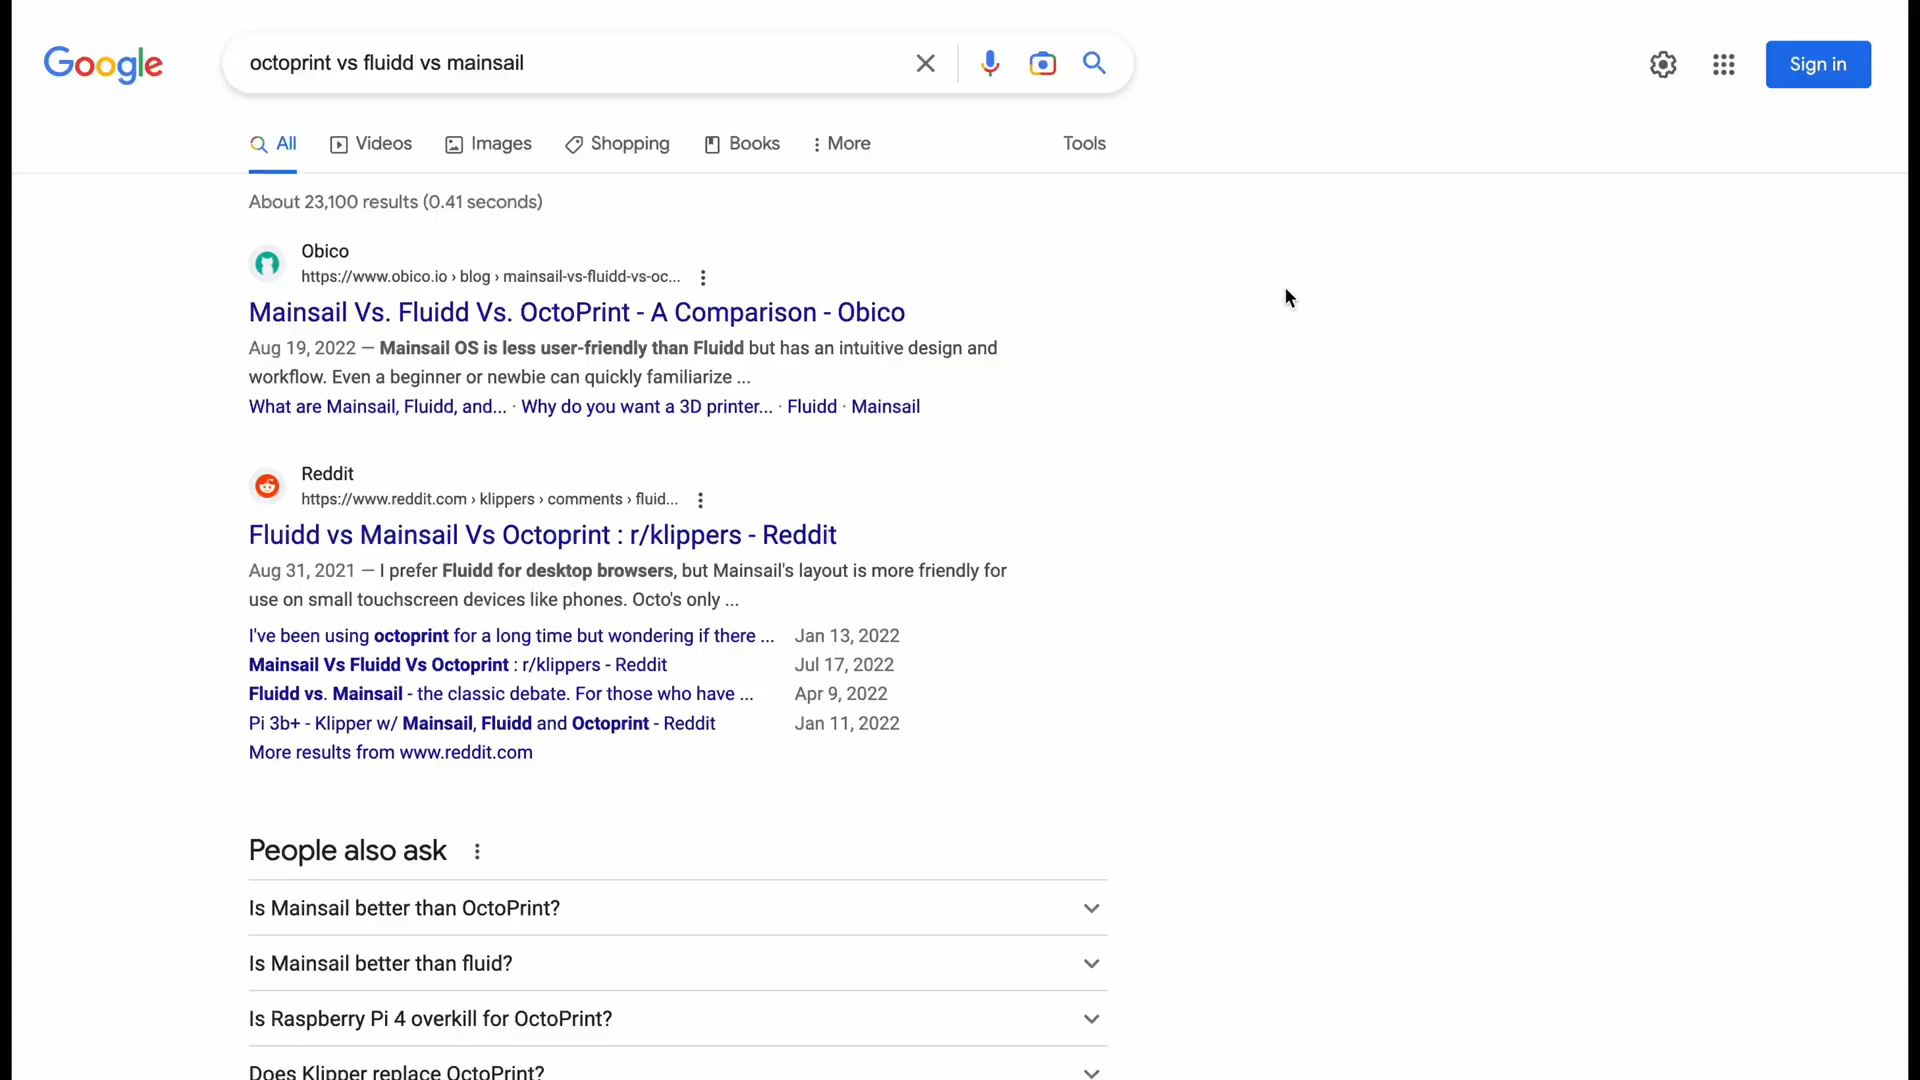 Google
octoprint vs fluidd vs mainsail
Sign in
All
Videos
Images
Shopping
Books
More
Tools
About 23,100 results (0.41 seconds)
Obico
https://www.obico.io › blog › mainsail-vs-fluidd-vs-oc...
Mainsail Vs. Fluidd Vs. OctoPrint - A Comparison - Obico
Aug 19, 2022 — Mainsail OS is less user-friendly than Fluidd but has an intuitive design and
workflow. Even a beginner or newbie can quickly familiarize ...
What are Mainsail, Fluidd, and... · Why do you want a 3D printer... · Fluidd · Mainsail
Reddit
https://www.reddit.com › klippers › comments › fluid...
Fluidd vs Mainsail Vs Octoprint : r/klippers - Reddit
Aug 31, 2021 — I prefer Fluidd for desktop browsers, but Mainsail's layout is more friendly for
use on small touchscreen devices like phones. Octo's only ...
I've been using octoprint for a long time but wondering if there ... Jan 13, 2022
Mainsail Vs Fluidd Vs Octoprint : r/klippers - Reddit Jul 17, 2022
Fluidd vs. Mainsail - the classic debate. For those who have ... Apr 9, 2022
Pi 3b+ - Klipper w/ Mainsail, Fluidd and Octoprint - Reddit Jan 11, 2022
More results from www.reddit.com
People also ask
Is Mainsail better than OctoPrint?
Is Mainsail better than fluid?
Is Raspberry Pi 4 overkill for OctoPrint?
Does Klipper replace OctoPrint?